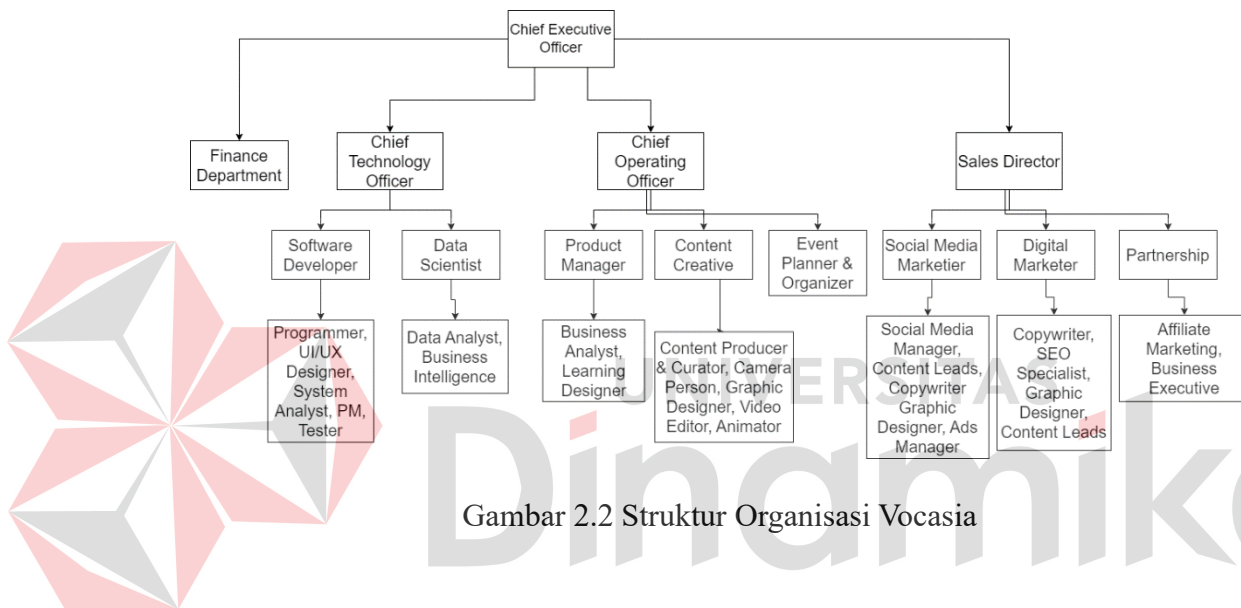 Chief Executive
Officer
Finance
Department
Chief
Technology
Officer
Chief
Operating
Officer
Sales Director
Software
Developer
Data
Scientist
Product
Manager
Content
Creative
Event
Planner &
Organizer
Social Media
Marketier
Digital
Marketer
Partnership
Programmer,
UI/UX
Designer,
System
Analyst, PM,
Tester
Data Analyst,
Business
Intelligence
Business
Analyst,
Learning
Designer
Content Producer
& Curator, Camera
Person, Graphic
Designer, Video
Editor, Animator
Social Media
Manager,
Content Leads,
Copywriter
Graphic
Designer, Ads
Manager
Copywriter,
SEO
Specialist,
Graphic
Designer,
Content Leads
Affiliate
Marketing,
Business
Executive
UNIVERSITAS
Dinamika
Gambar 2.2 Struktur Organisasi Vocasia